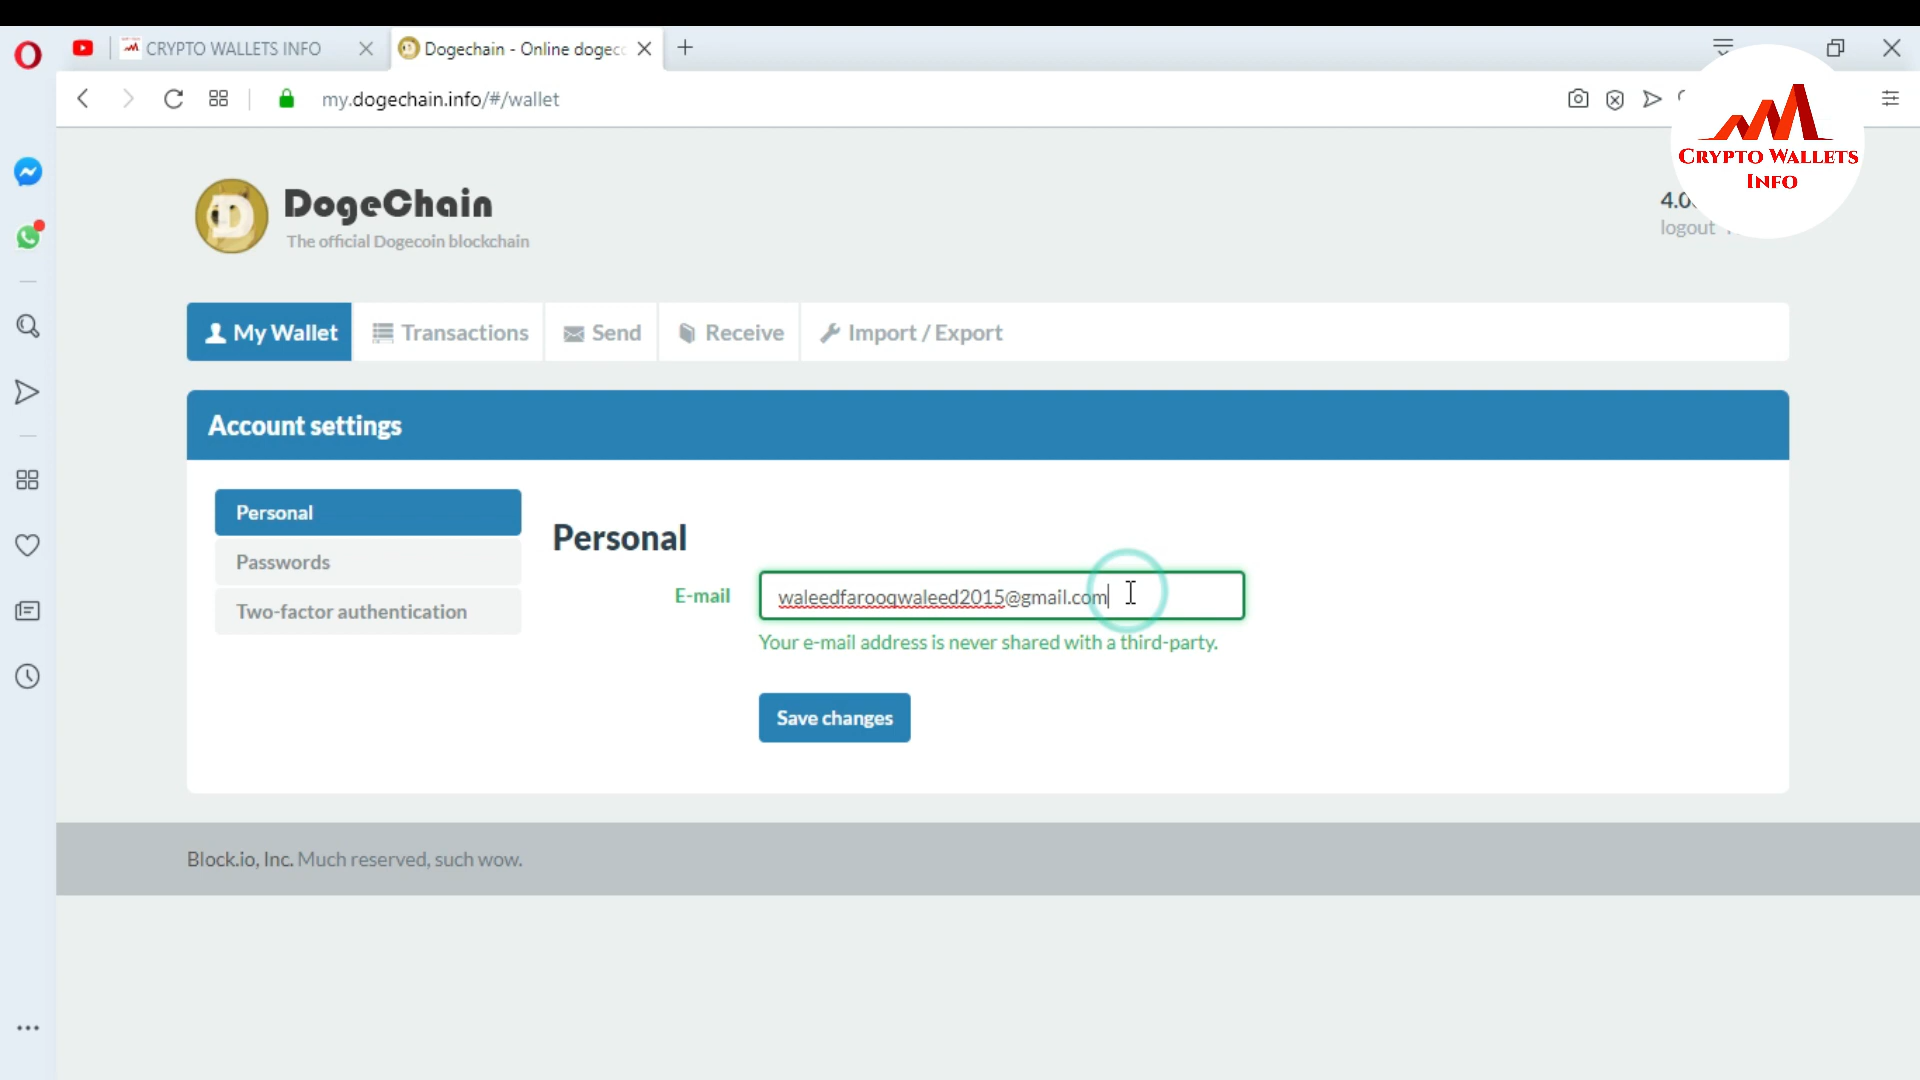 CRYPTO WALLETS INFO
Dogechain - Online dogec
my.dogechain.info/#/wallet
CRYPTO WALLETS
INFO
DogeChain
The official Dogecoin blockchain
logout
My Wallet
Transactions
Send
Receive
Import / Export
Account settings
Personal
Passwords
Two-factor authentication
Personal
E-mail
waleedfarooqwaleed2015@gmail.com
Your e-mail address is never shared with a third-party.
Save changes
Block.io, Inc. Much reserved, such wow.